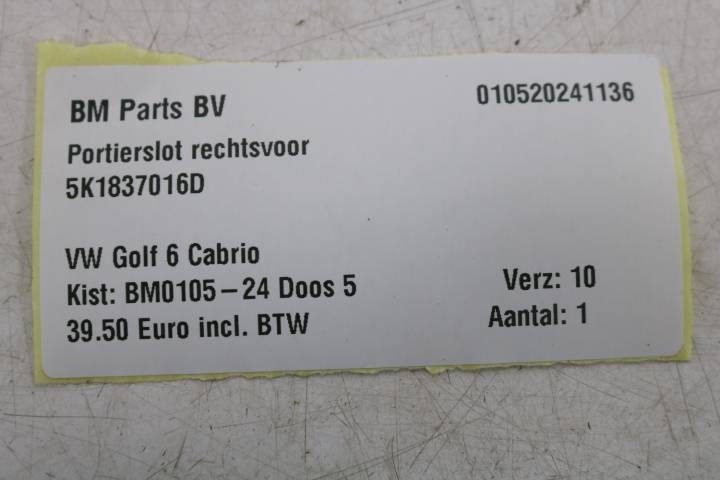 BM Parts BV
010520241136
Portierslot rechtsvoor
5K1837016D
VW Golf 6 Cabrio
Kist: BM0105-24 Doos 5
Verz: 10
39.50 Euro incl. BTW
Aantal: 1